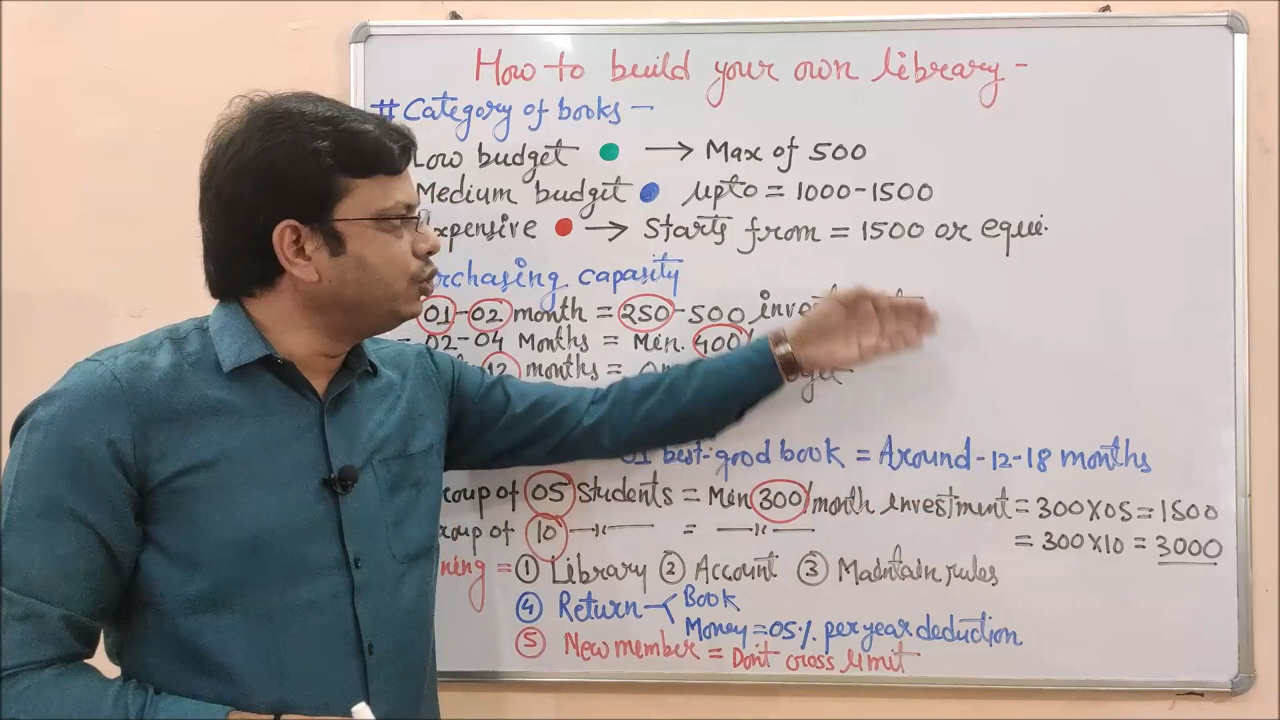 How to build your own library -
# Category of books -
Low budget → Max of 500
Medium budget upto = 1000-1500
xpensive → Starts from = 1500 or equi.
rchasing capasity
01-02 month = 250-500
= 02-04 Months = Min. 400/
12 months =
01 best-good book = Around-12-18 months
roup of 05 Students = Min 300/month investment = 300X05 = 1500
roup of 10 = = 300X10 = 3000
ning = ① Library ② Account ③ Maintain rules
④ Return < Book
Money = 05% per year deduction
⑤ New member = Dont cross limit